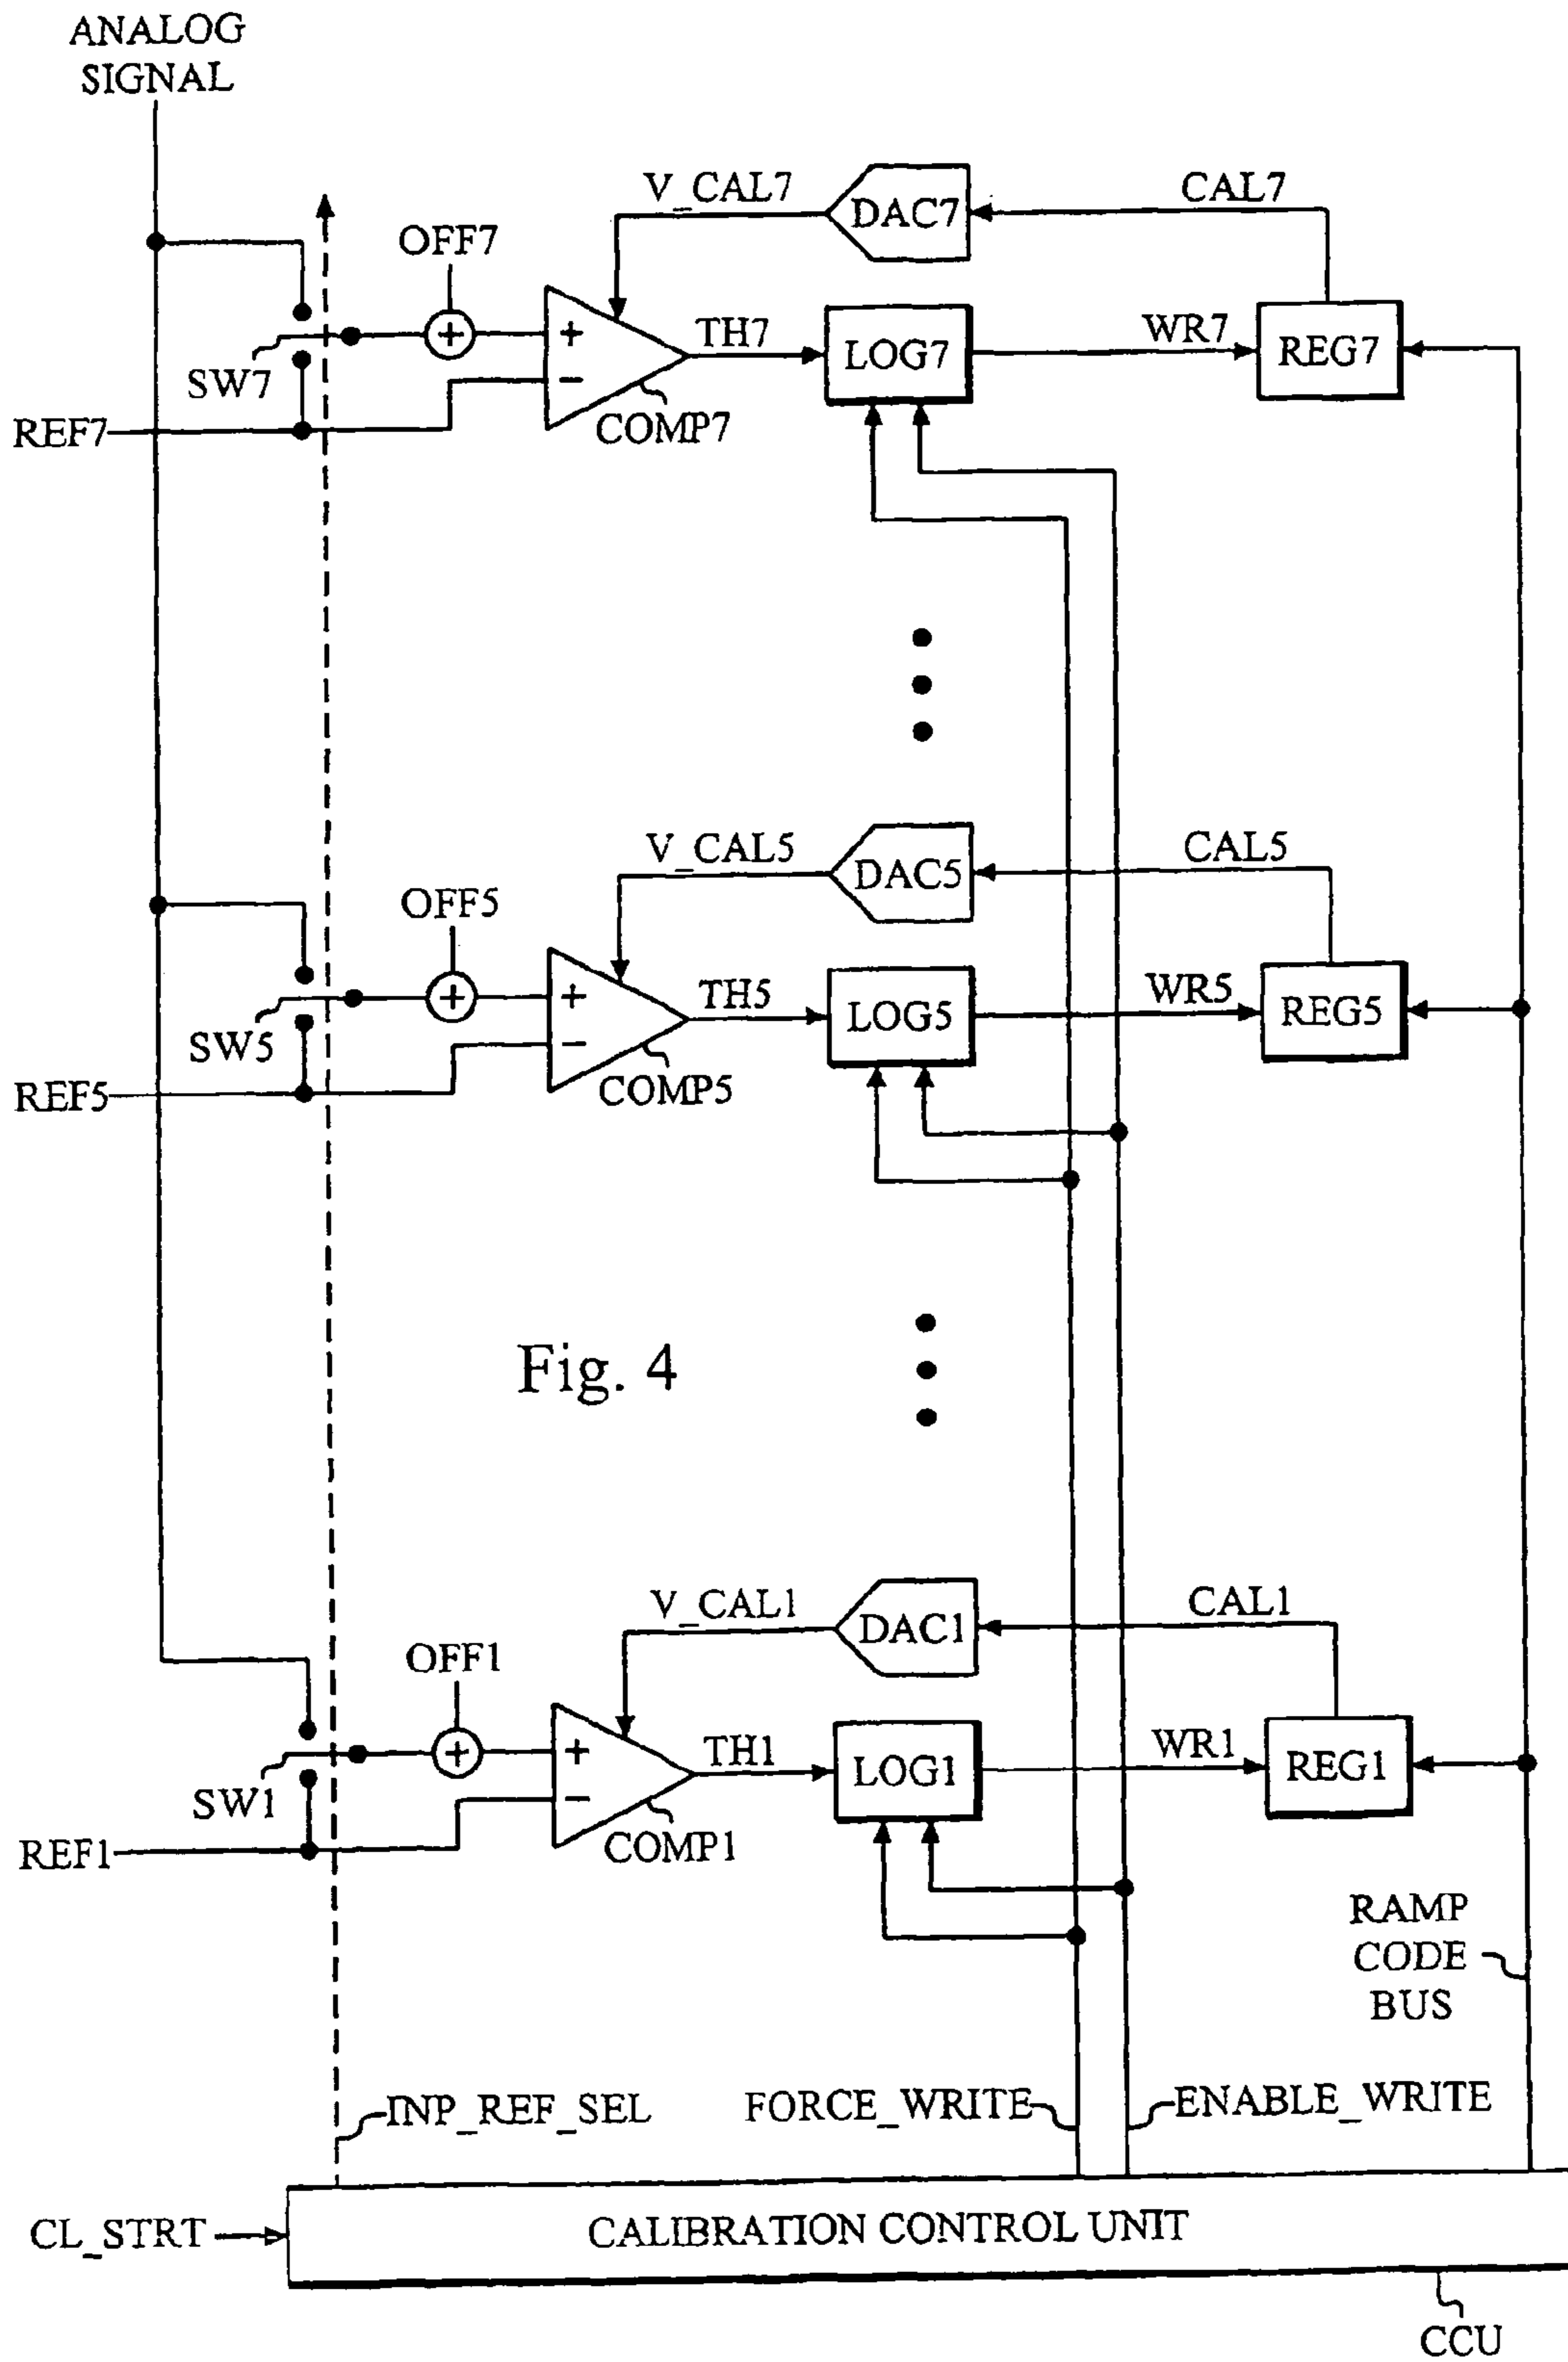 ANALOG
SIGNAL
V_CAL7
DAC7
CAL7
OFF7
+
+
−
TH7
LOG7
WR7
REG7
SW7
REF7
COMP7
V_CAL5
DAC5
CAL5
OFF5
+
+
−
TH5
LOG5
WR5
REG5
SW5
REF5
COMP5
Fig. 4
V_CAL1
DAC1
CAL1
OFF1
+
+
−
TH1
LOG1
WR1
REG1
SW1
REF1
COMP1
RAMP
CODE
BUS
INP_REF_SEL
FORCE_WRITE
ENABLE_WRITE
CL_STRT
CALIBRATION CONTROL UNIT
CCU